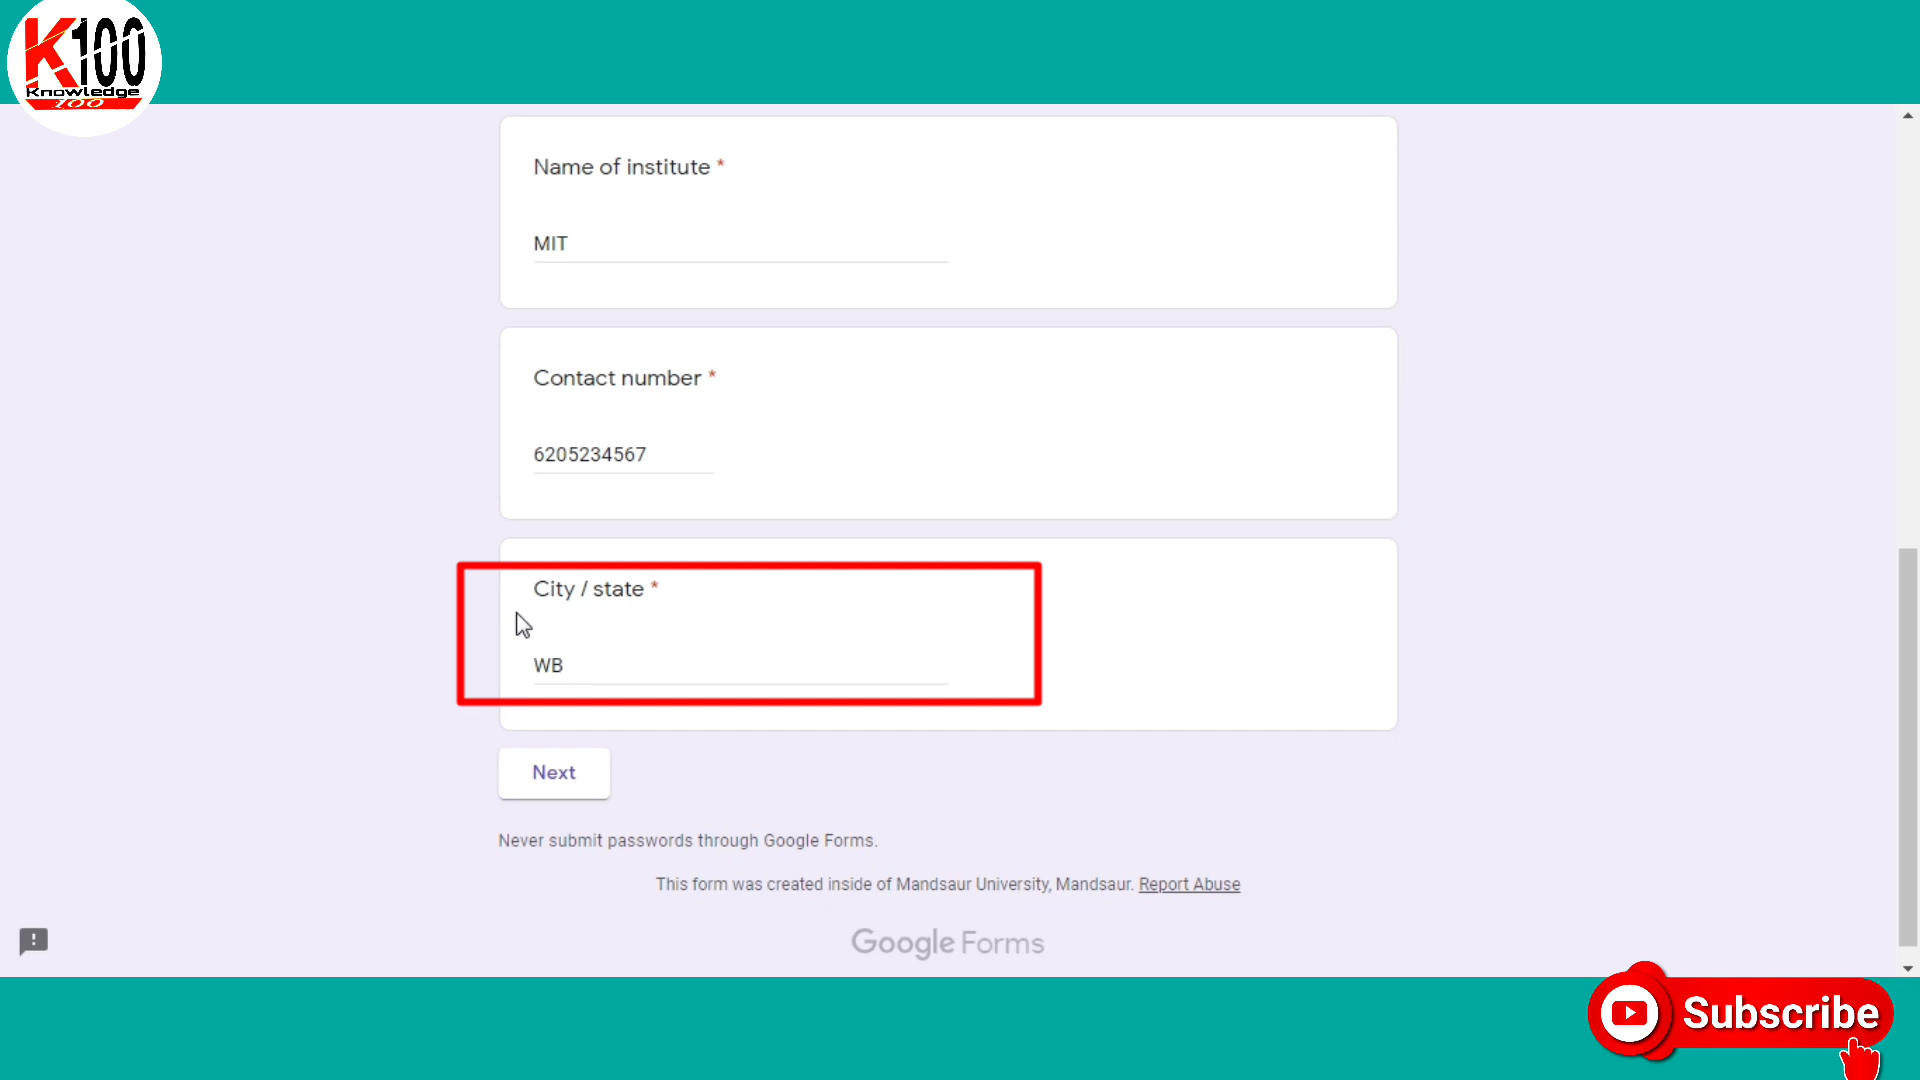 K100
Knowledge
100
Name of institute *
MIT
Contact number *
6205234567
City / state *
WB
Next
Never submit passwords through Google Forms.
This form was created inside of Mandsaur University, Mandsaur. Report Abuse
Google Forms
Subscribe